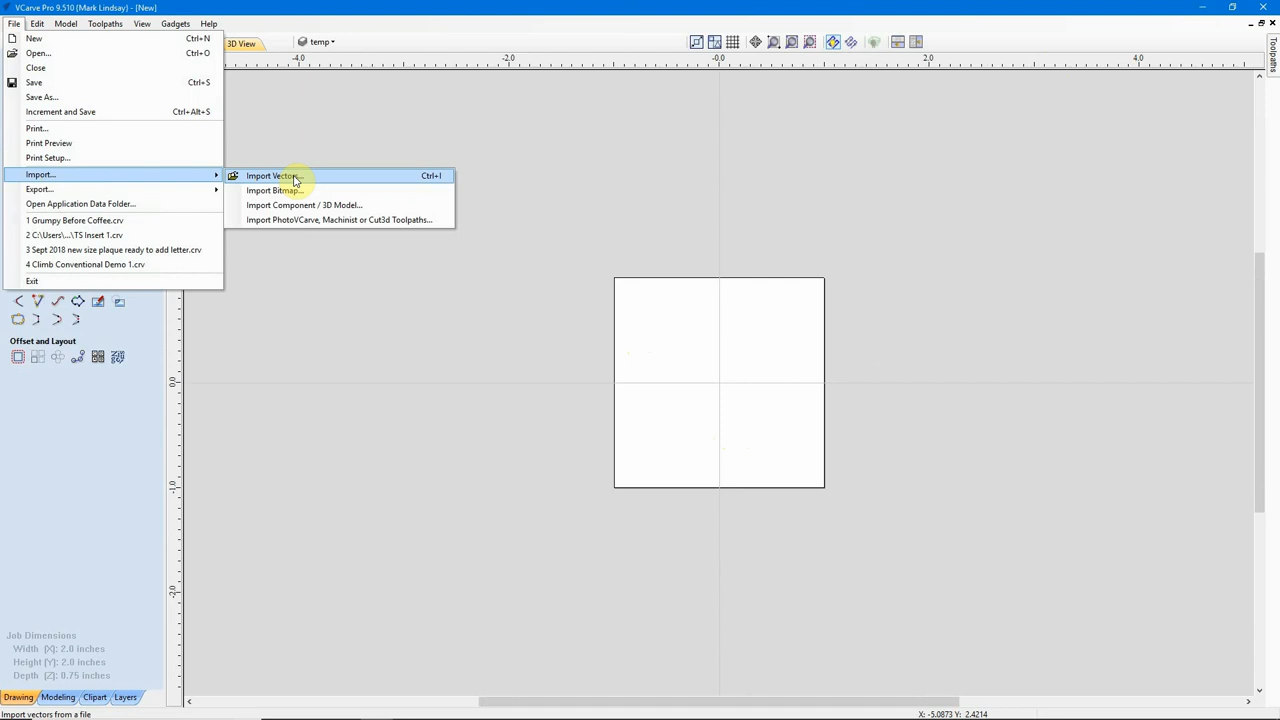 VCarve Pro 9.510 {Mark Lindsay} - [New]
File Edit Model Toolpaths View Gadgets Help
New Ctrl+N
3D View
temp
Toolpaths
Open... Ctrl+O
-4.0 -2.0 -0.0 2.0 4.0
Close
Save Ctrl+S
Save As...
Increment and Save Ctrl+Alt+S
Print...
Print Preview
Print Setup...
Import...
Export...
Open Application Data Folder...
1 Grumpy Before Coffee.crv
2 C:\Users\...\TS Insert 1.crv
3 Sept 2018 new size plaque ready to add letter.crv
4 Climb Conventional Demo 1.crv
Exit
Import Vectors... Ctrl+I
Import Bitmap...
Import Component / 3D Model...
Import PhotoVCarve, Machinist or Cut3d Toolpaths...
Offset and Layout
0.0
-1.0
-2.0
Job Dimensions
Width (X): 2.0 inches
Height (Y): 2.0 inches
Depth (Z): 0.75 inches
Drawing Modeling Clipart Layers
Import vectors from a file
X: -5.0873 Y: 2.4214